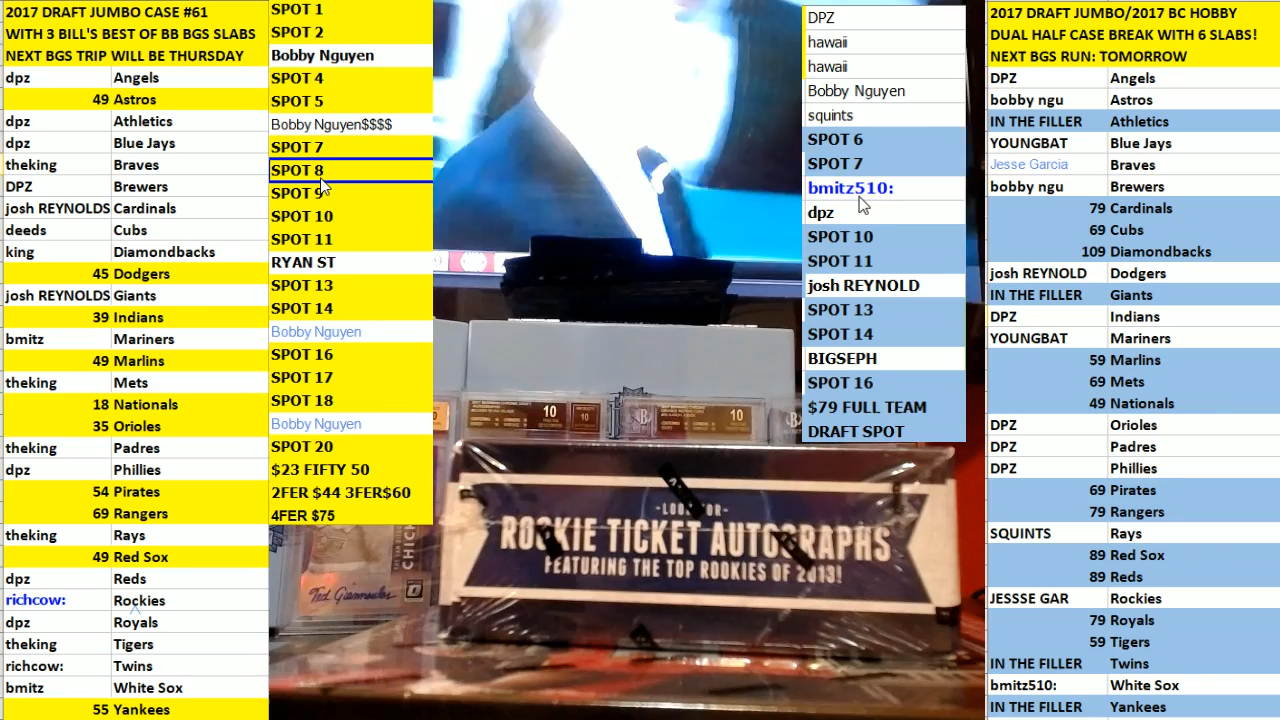 2017 DRAFT JUMBO CASE #61
WITH 3 BILL'S BEST OF BB BGS SLABS
NEXT BGS TRIP WILL BE THURSDAY
dpz Angels
49 Astros
dpz Athletics
dpz Blue Jays
theking Braves
DPZ Brewers
josh REYNOLDS Cardinals
deeds Cubs
king Diamondbacks
45 Dodgers
josh REYNOLDS Giants
39 Indians
bmitz Mariners
49 Marlins
theking Mets
18 Nationals
35 Orioles
theking Padres
dpz Phillies
54 Pirates
69 Rangers
theking Rays
49 Red Sox
dpz Reds
richcow: Rockies
dpz Royals
theking Tigers
richcow: Twins
bmitz White Sox
55 Yankees
SPOT 1
SPOT 2
Bobby Nguyen
SPOT 4
SPOT 5
Bobby Nguyen$$$$
SPOT 7
SPOT 8
SPOT 9
SPOT 10
SPOT 11
RYAN ST
SPOT 13
SPOT 14
Bobby Nguyen
SPOT 16
SPOT 17
SPOT 18
Bobby Nguyen
SPOT 20
$23 FIFTY 50
2FER $44 3FER$60
4FER $75
DPZ
hawaii
hawaii
Bobby Nguyen
squints
SPOT 6
SPOT 7
bmitz510:
dpz
SPOT 10
SPOT 11
josh REYNOLD
SPOT 13
SPOT 14
BIGSEPH
SPOT 16
$79 FULL TEAM
DRAFT SPOT
10
10
-LOOK FOR-
ROOKIE TICKET AUTOGRAPHS
FEATURING THE TOP ROOKIES OF 2013!
2017 DRAFT JUMBO/2017 BC HOBBY
DUAL HALF CASE BREAK WITH 6 SLABS!
NEXT BGS RUN: TOMORROW
DPZ Angels
bobby ngu Astros
IN THE FILLER Athletics
YOUNGBAT Blue Jays
Jesse Garcia Braves
bobby ngu Brewers
79 Cardinals
69 Cubs
109 Diamondbacks
josh REYNOLD Dodgers
IN THE FILLER Giants
DPZ Indians
YOUNGBAT Mariners
59 Marlins
69 Mets
49 Nationals
DPZ Orioles
DPZ Padres
DPZ Phillies
69 Pirates
79 Rangers
SQUINTS Rays
89 Red Sox
89 Reds
JESSSE GAR Rockies
79 Royals
59 Tigers
IN THE FILLER Twins
bmitz510: White Sox
IN THE FILLER Yankees